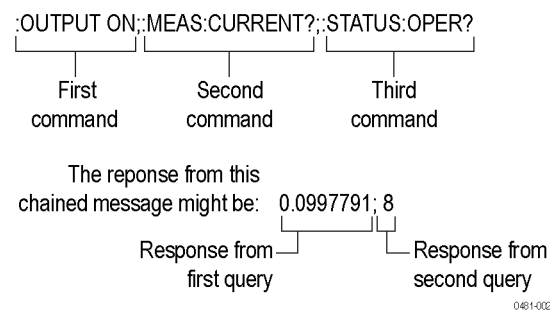 :OUTPUT ON;:MEAS:CURRENT?;:STATUS:OPER?
First command
Second command
Third command
The reponse from this
chained message might be: 0.0997791; 8
Response from first query
Response from second query
0481-002